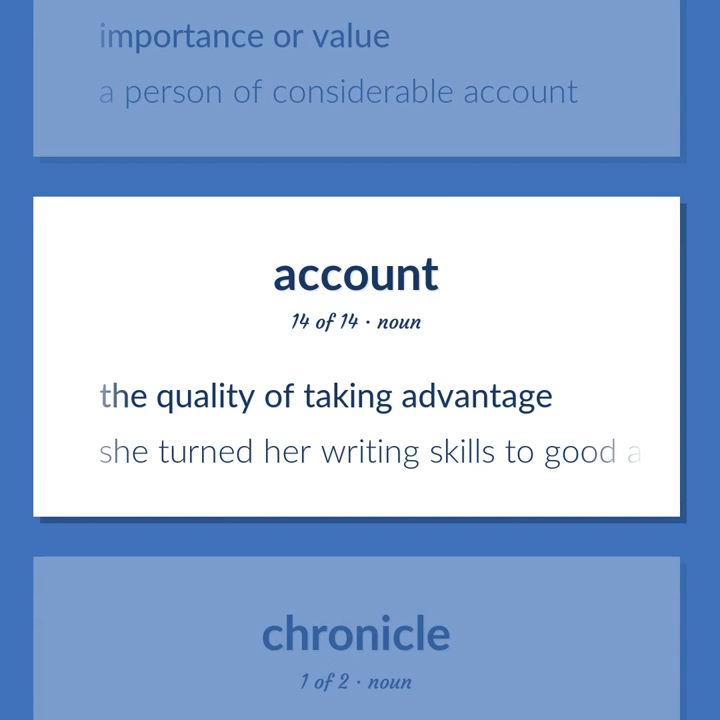 importance or value
a person of considerable account
account
14 of 14 · noun
the quality of taking advantage
she turned her writing skills to good a
chronicle
1 of 2 · noun